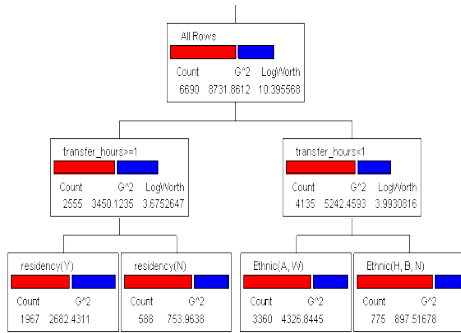 All Rows
Count G^2 LogWorth
6690 8731.8612 10.395568
transfer_hours>=1
Count G^2 LogWorth
2555 3450.1235 3.6752647
transfer_hours<1
Count G^2 LogWorth
4135 5242.4593 3.9930816
residency(Y)
Count G^2
1967 2682.4311
residency(N)
Count G^2
588 753.9638
Ethnic(A, W)
Count G^2
3360 4326.8445
Ethnic(H, B, N)
Count G^2
775 897.51678